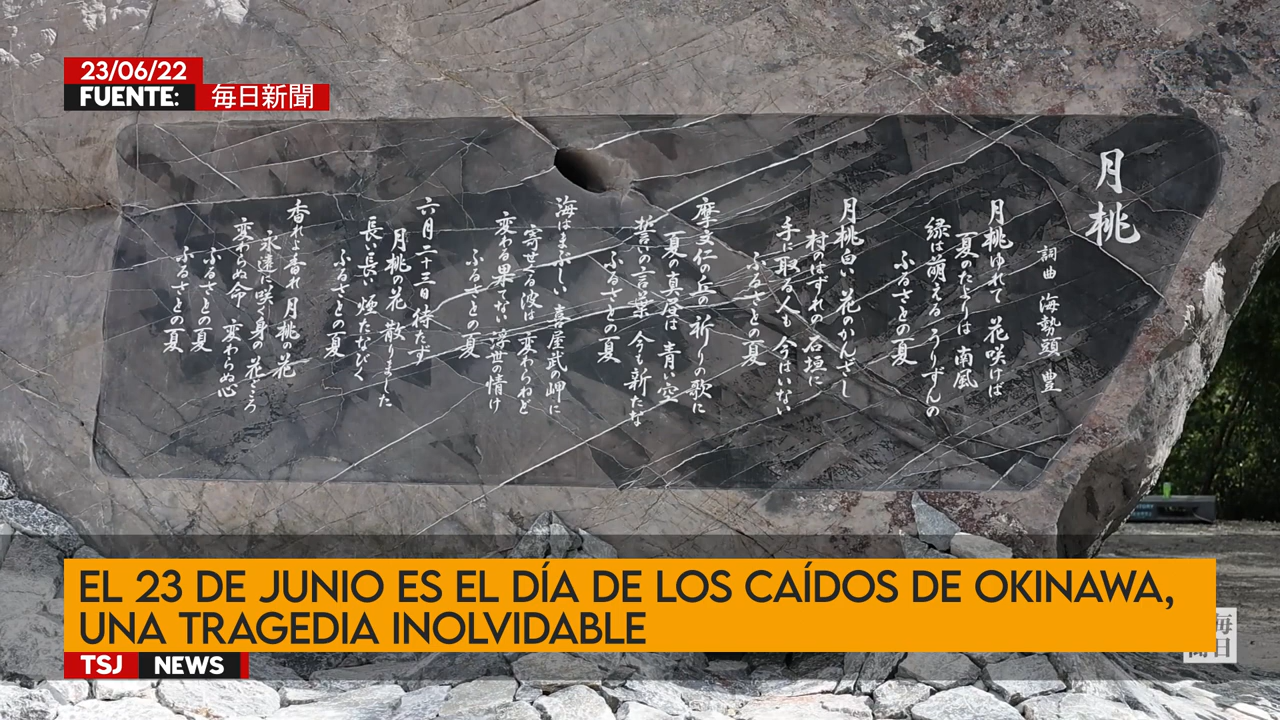 23/06/22
FUENTE: 毎日新聞
月桃
詞曲 海勢頭 豊
月桃ゆれて 花咲けば
夏のたよりは 南風
緑は萌える うりずんの
ふるさとの夏
月桃白い 花のかんざし
村のはずれの 石垣に
手に取る人も 今はいない
ふるさとの夏
摩文仁の丘の 祈りの歌に
夏の真昼は 青い空
誓いの言葉 今も新たな
ふるさとの夏
海はまぶしい 喜屋武の岬に
寄せくる波は 変わらねど
変わる果てない 浮世の情け
ふるさとの夏
六月二十三日 待たず
月桃の花 散りました
長い長い 煙たなびく
ふるさとの夏
香れよ香れ 月桃の花
永遠に咲く身の 花ごころ
変わらぬ命 変わらぬ心
ふるさとの夏
ふるさとの夏
EL 23 DE JUNIO ES EL DÍA DE LOS CAÍDOS DE OKINAWA,
UNA TRAGEDIA INOLVIDABLE
TSJ NEWS